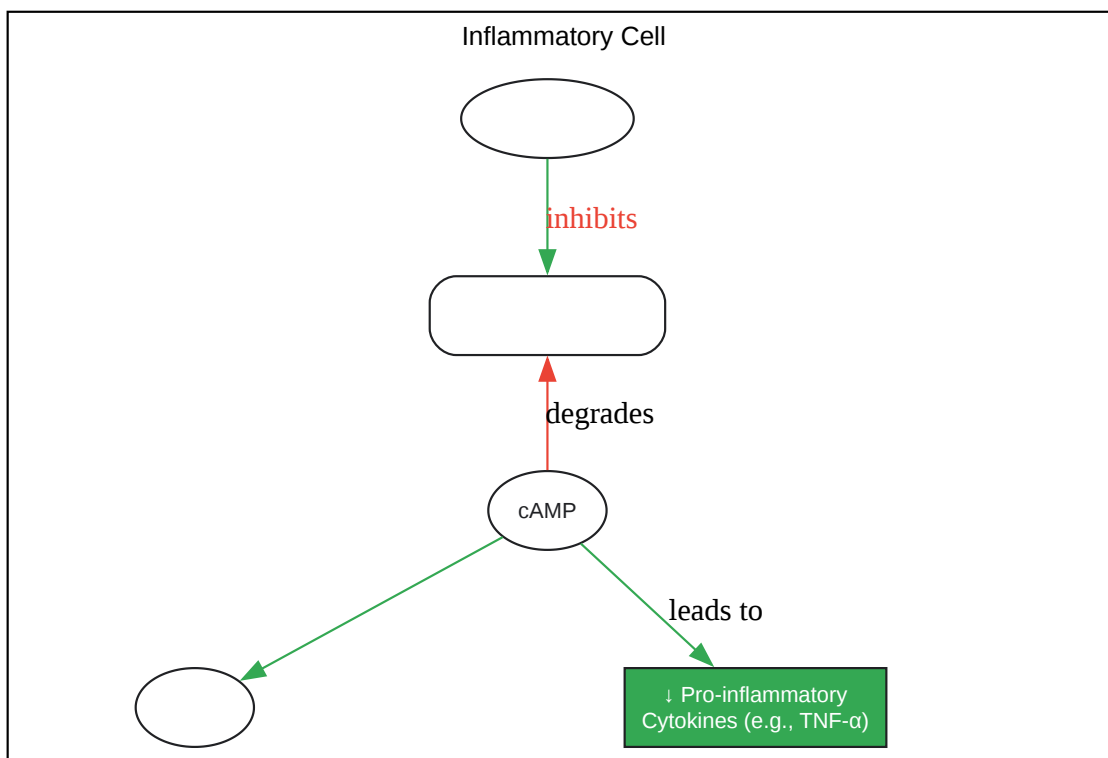 Inflammatory Cell
inhibits
degrades
cAMP
leads to
↓ Pro-inflammatory
Cytokines (e.g., TNF-α)